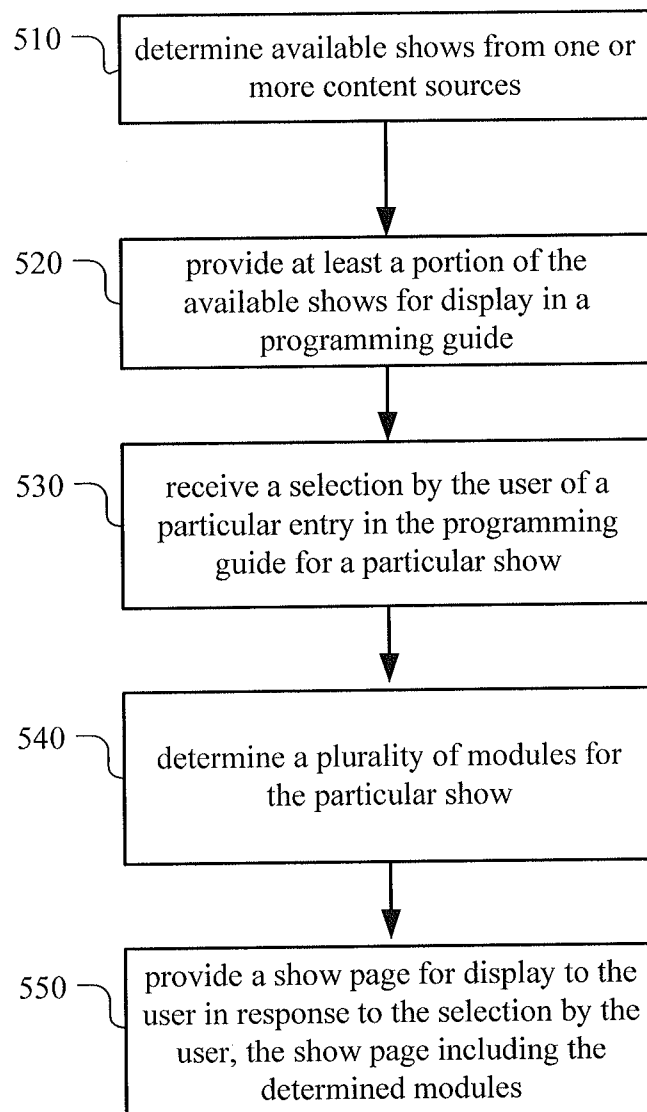 510
determine available shows from one or
more content sources
520
provide at least a portion of the
available shows for display in a
programming guide
530
receive a selection by the user of a
particular entry in the programming
guide for a particular show
540
determine a plurality of modules for
the particular show
550
provide a show page for display to the
user in response to the selection by the
user, the show page including the
determined modules